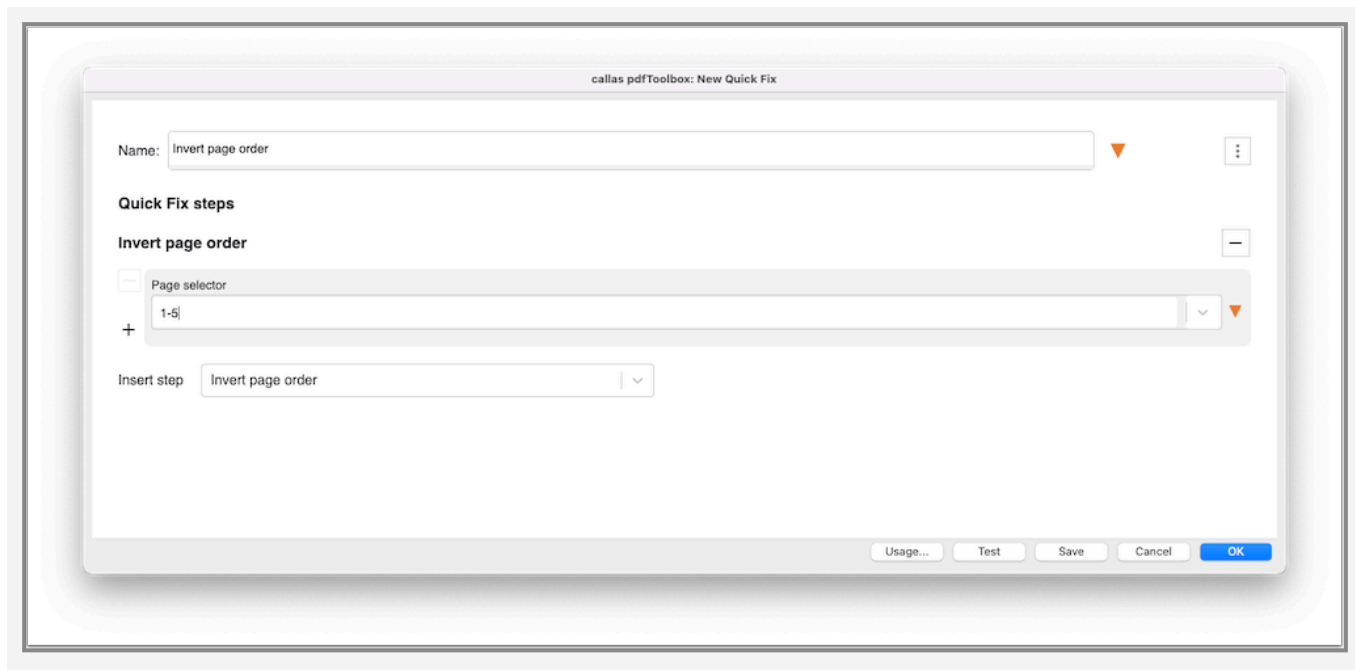 callas pdfToolbox: New Quick Fix
Name: Invert page order
Quick Fix steps
Invert page order
Page selector
1-5
Insert step Invert page order
Usage... Test Save Cancel OK